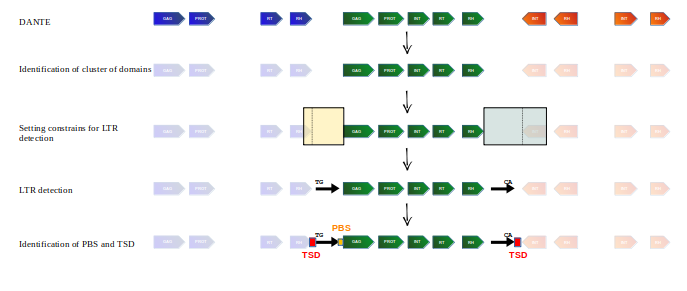 DANTE GAG PROT RT RH GAG PROT INT RT RH INT RH INT RH
Identification of cluster of domains GAG PROT RT RH GAG PROT INT RT RH INT RH INT RH
Setting constrains for LTR
detection GAG PROT RT RH GAG PROT INT RT RH INT RH INT RH
LTR detection GAG PROT RT RH TG GAG PROT INT RT RH CA INT RH INT RH
PBS
Identification of PBS and TSD GAG PROT RT RH TG GAG PROT INT RT RH CA INT RH INT RH
TSD TSD